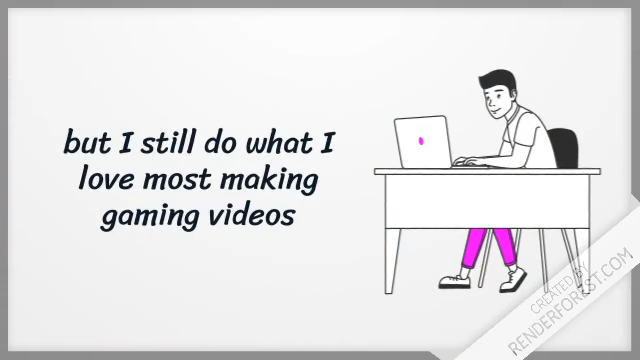 but I still do what I
love most making
gaming videos
CREATED BY
RENDERFOREST.COM